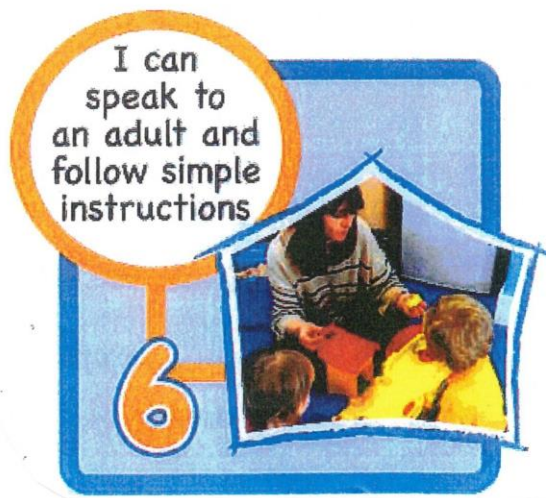 I can
speak to
an adult and
follow simple
instructions
6